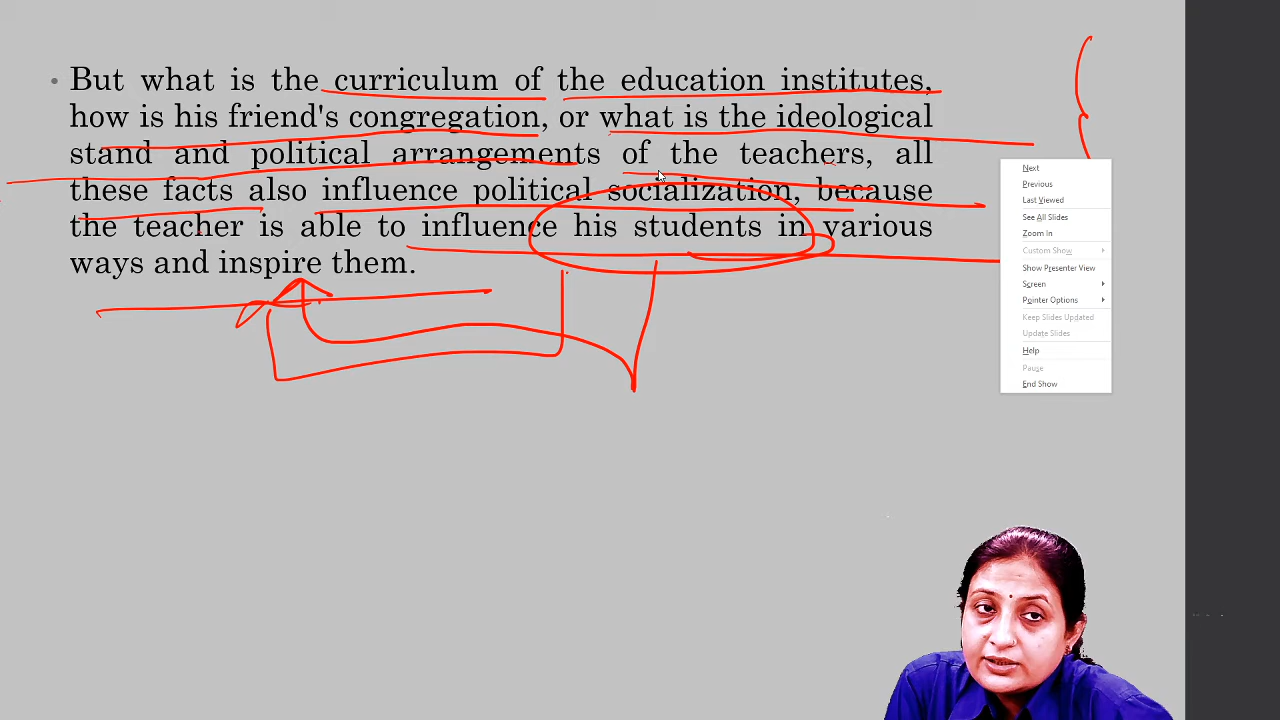 • But what is the curriculum of the education institutes,
how is his friend's congregation, or what is the ideological
stand and political arrangements of the teachers, all
these facts also influence political socialization, because
the teacher is able to influence his students in various
ways and inspire them.
Next
Previous
Last Viewed
See All Slides
Zoom In
Custom Show
Show Presenter View
Screen
Pointer Options
Keep Slides Updated
Update Slides
Help
Pause
End Show